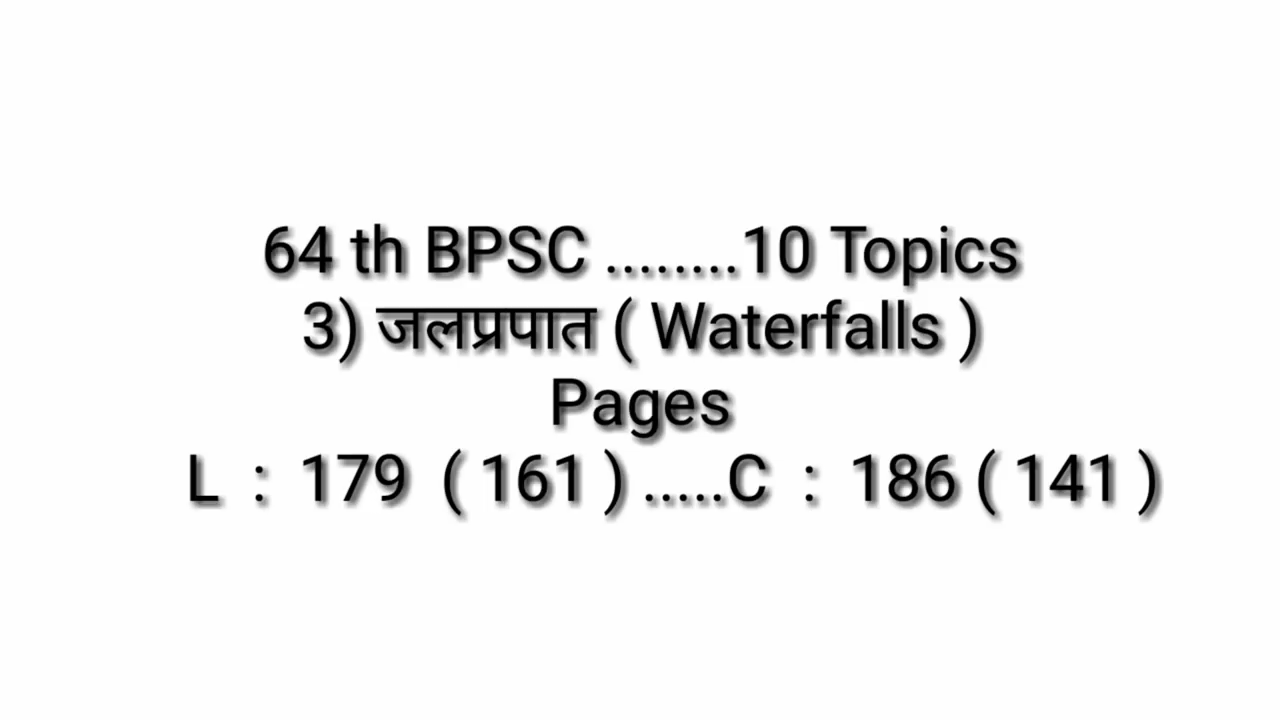 64 th BPSC ........10 Topics
3) जलप्रपात ( Waterfalls )
Pages
L : 179 ( 161 ) .....C : 186 ( 141 )